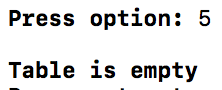 Press option: 5
Table is empty